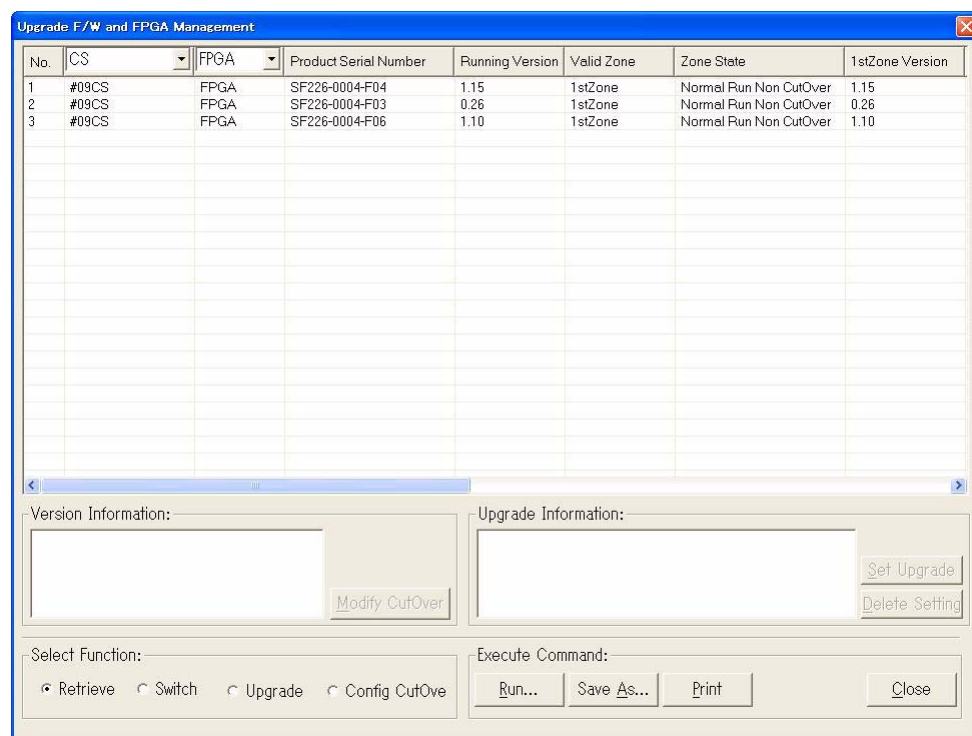 Upgrade F/W and FPGA Management
No. CS FPGA Product Serial Number Running Version Valid Zone Zone State 1stZone Version
1 #09CS FPGA SF226-0004-F04 1.15 1stZone Normal Run Non CutOver 1.15
2 #09CS FPGA SF226-0004-F03 0.26 1stZone Normal Run Non CutOver 0.26
3 #09CS FPGA SF226-0004-F06 1.10 1stZone Normal Run Non CutOver 1.10
Version Information: Upgrade Information:
Set Upgrade
Modify CutOver Delete Setting
Select Function: Execute Command:
Retrieve Switch Upgrade Config CutOve Run... Save As... Print Close